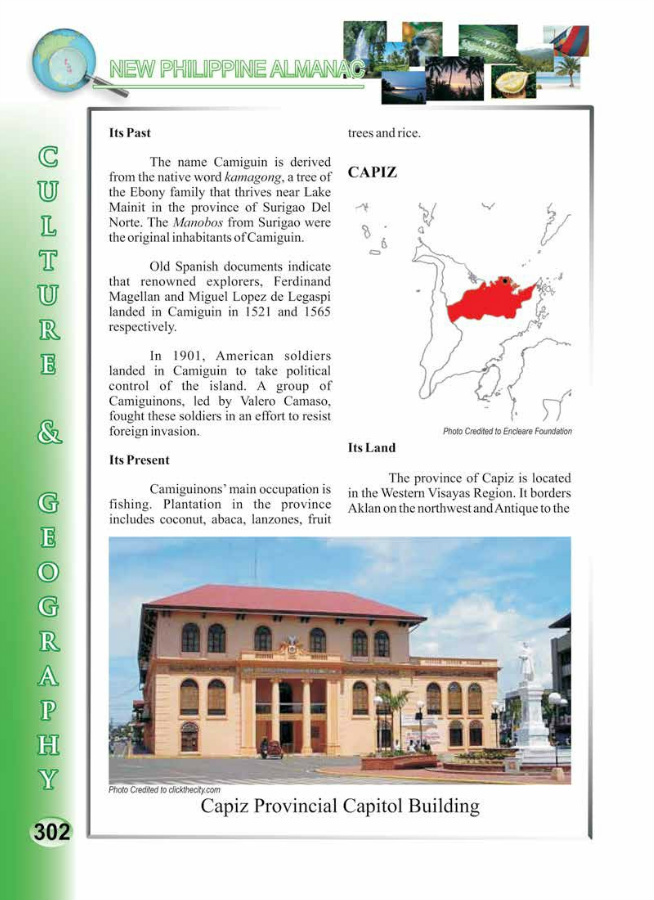 NEW PHILIPPINE ALMANAC
CULTURE & GEOGRAPHY
Its Past
The name Camiguin is derived
from the native word kamagong, a tree of
the Ebony family that thrives near Lake
Mainit in the province of Surigao Del
Norte. The Manobos from Surigao were
the original inhabitants of Camiguin.
Old Spanish documents indicate
that renowned explorers, Ferdinand
Magellan and Miguel Lopez de Legaspi
landed in Camiguin in 1521 and 1565
respectively.
In 1901, American soldiers
landed in Camiguin to take political
control of the island. A group of
Camiguinons, led by Valero Camaso,
fought these soldiers in an effort to resist
foreign invasion.
Its Present
Camiguinons' main occupation is
fishing. Plantation in the province
includes coconut, abaca, lanzones, fruit
trees and rice.
CAPIZ
Photo Credited to Encleare Foundation
Its Land
The province of Capiz is located
in the Western Visayas Region. It borders
Aklan on the northwest and Antique to the
Photo Credited to clickthecity.com
Capiz Provincial Capitol Building
302